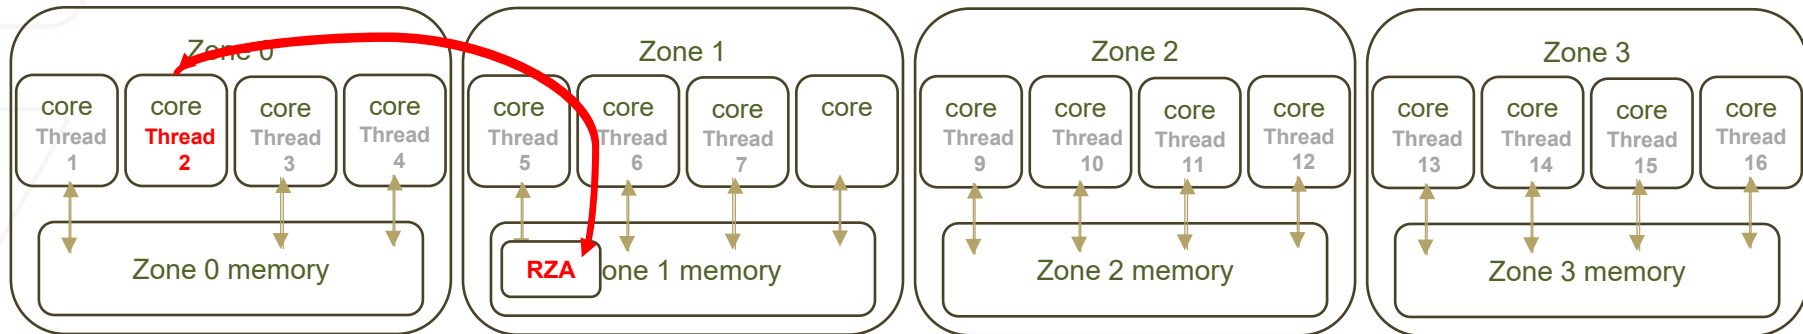 Zone 0
core
Thread
1
core
Thread
2
core
Thread
3
core
Thread
4
Zone 0 memory
Zone 1
core
Thread
5
core
Thread
6
core
Thread
7
core
RZA
one 1 memory
Zone 2
core
Thread
9
core
Thread
10
core
Thread
11
core
Thread
12
Zone 2 memory
Zone 3
core
Thread
13
core
Thread
14
core
Thread
15
core
Thread
16
Zone 3 memory